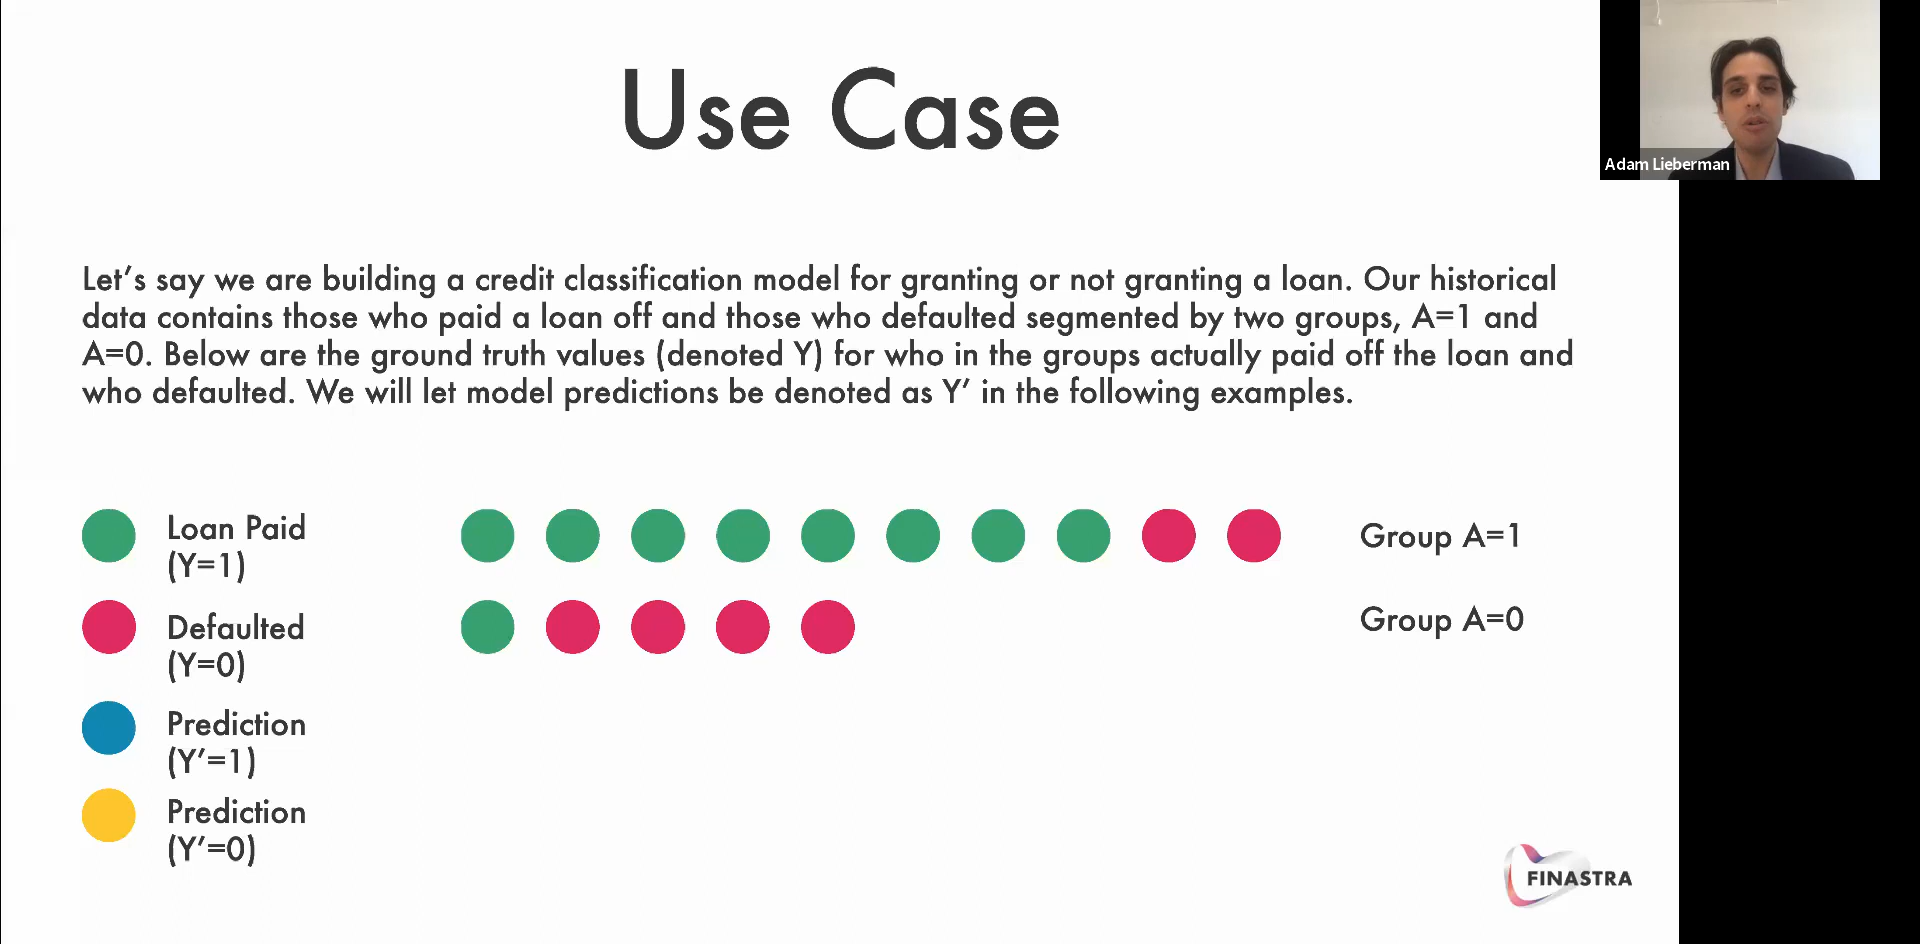 Use Case
Adam Lieberman
Let’s say we are building a credit classification model for granting or not granting a loan. Our historical
data contains those who paid a loan off and those who defaulted segmented by two groups, A=1 and
A=0. Below are the ground truth values (denoted Y) for who in the groups actually paid off the loan and
who defaulted. We will let model predictions be denoted as Y’ in the following examples.
Loan Paid
(Y=1)
Group A=1
Defaulted
(Y=0)
Group A=0
Prediction
(Y’=1)
Prediction
(Y’=0)
FINASTRA